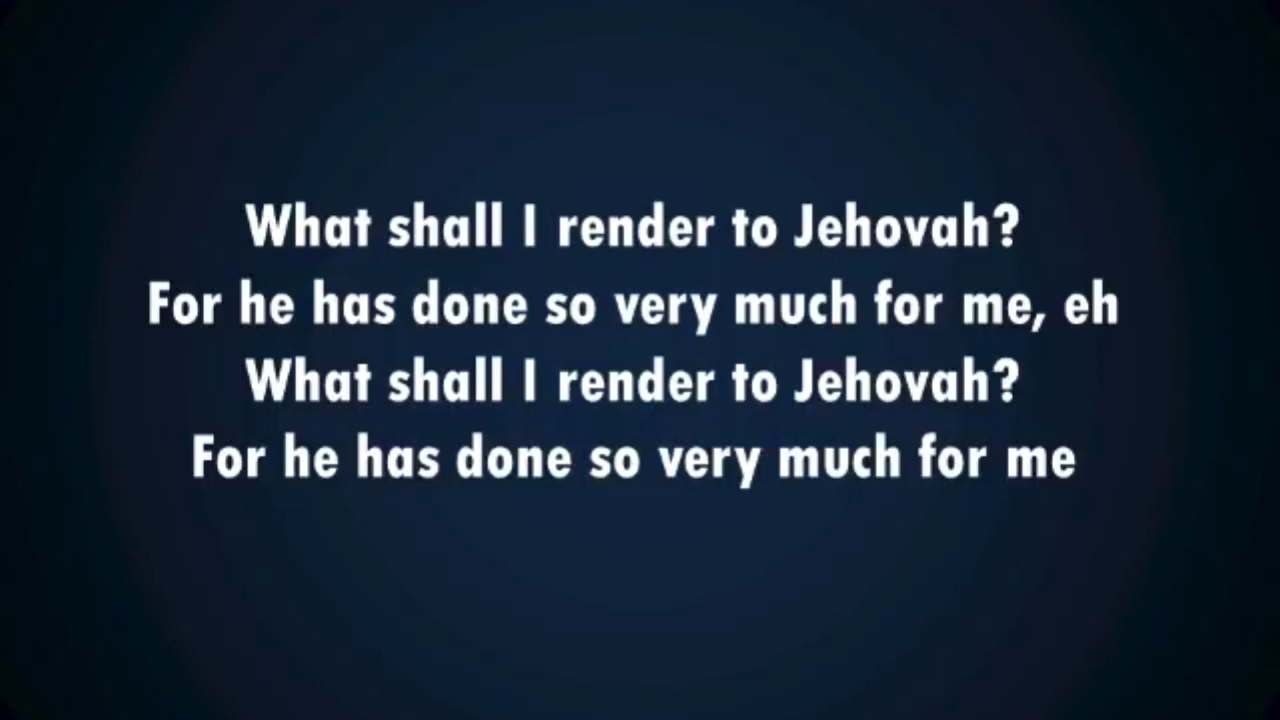 What shall I render to Jehovah?
For he has done so very much for me, eh
What shall I render to Jehovah?
For he has done so very much for me